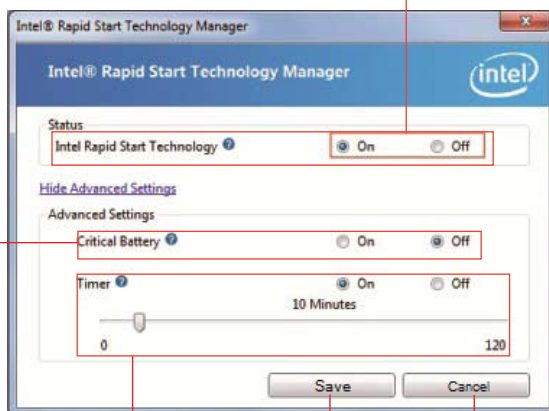 Intel® Rapid Start Technology Manager
Intel® Rapid Start Technology Manager
intel
Status
Intel Rapid Start Technology ? On Off
Hide Advanced Settings
Advanced Settings
Critical Battery ? On Off
Timer ? On Off
10 Minutes
0 120
Save Cancel